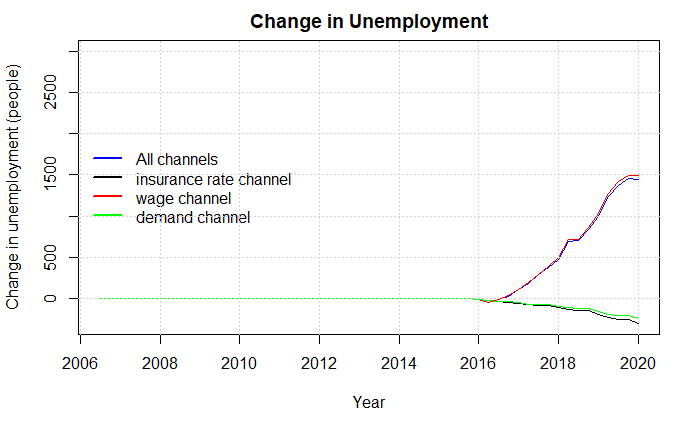 Change in Unemployment
Change in unemployment (people)
2500
1500
500
0
All channels
insurance rate channel
wage channel
demand channel
2006 2008 2010 2012 2014 2016 2018 2020
Year